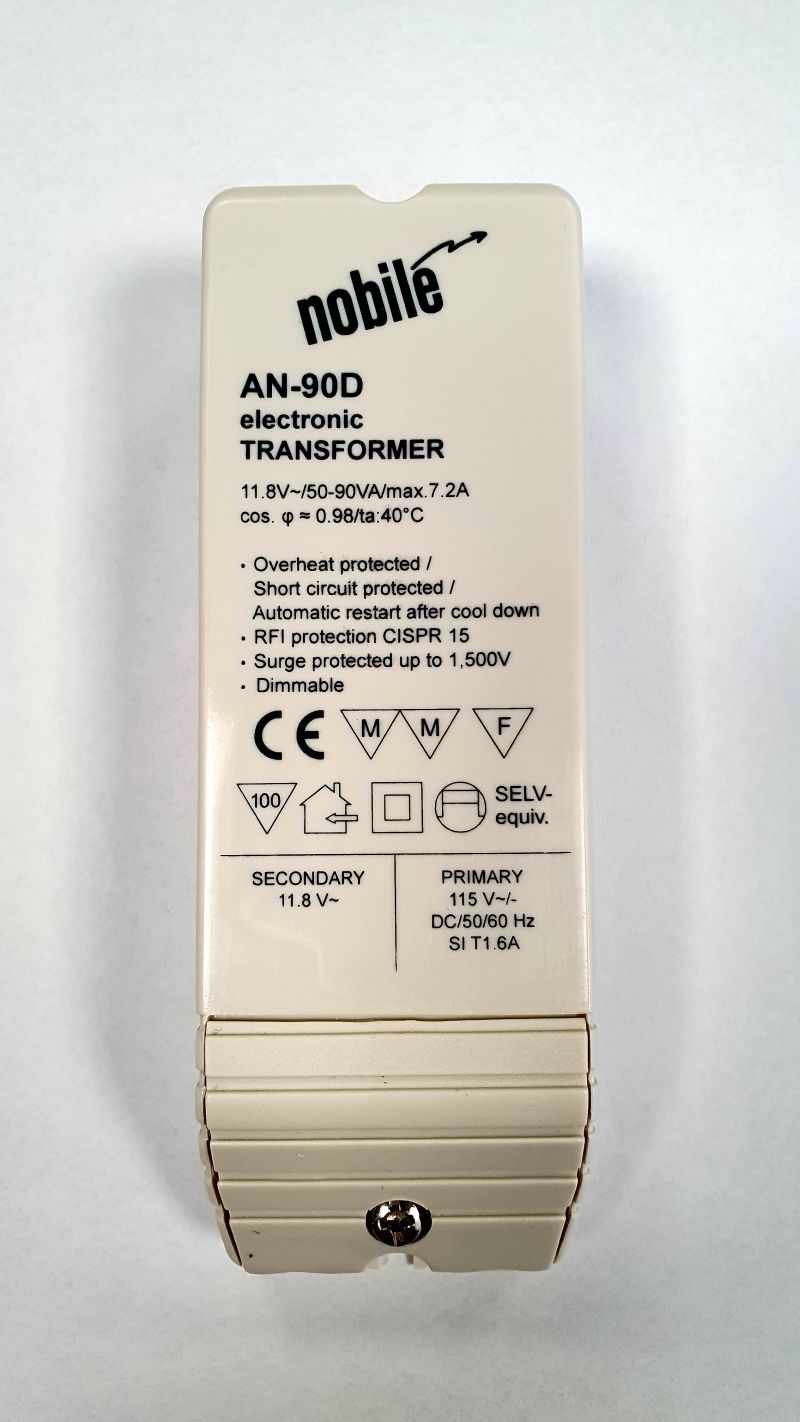 nobile
AN-90D
electronic
TRANSFORMER
11.8V~/50-90VA/max.7.2A
cos. φ ≈ 0.98/ta:40°C
· Overheat protected /
Short circuit protected /
Automatic restart after cool down
· RFI protection CISPR 15
· Surge protected up to 1,500V
· Dimmable
CE M M F
100 SELV-
equiv.
SECONDARY
11.8 V~
PRIMARY
115 V~/-
DC/50/60 Hz
SI T1.6A